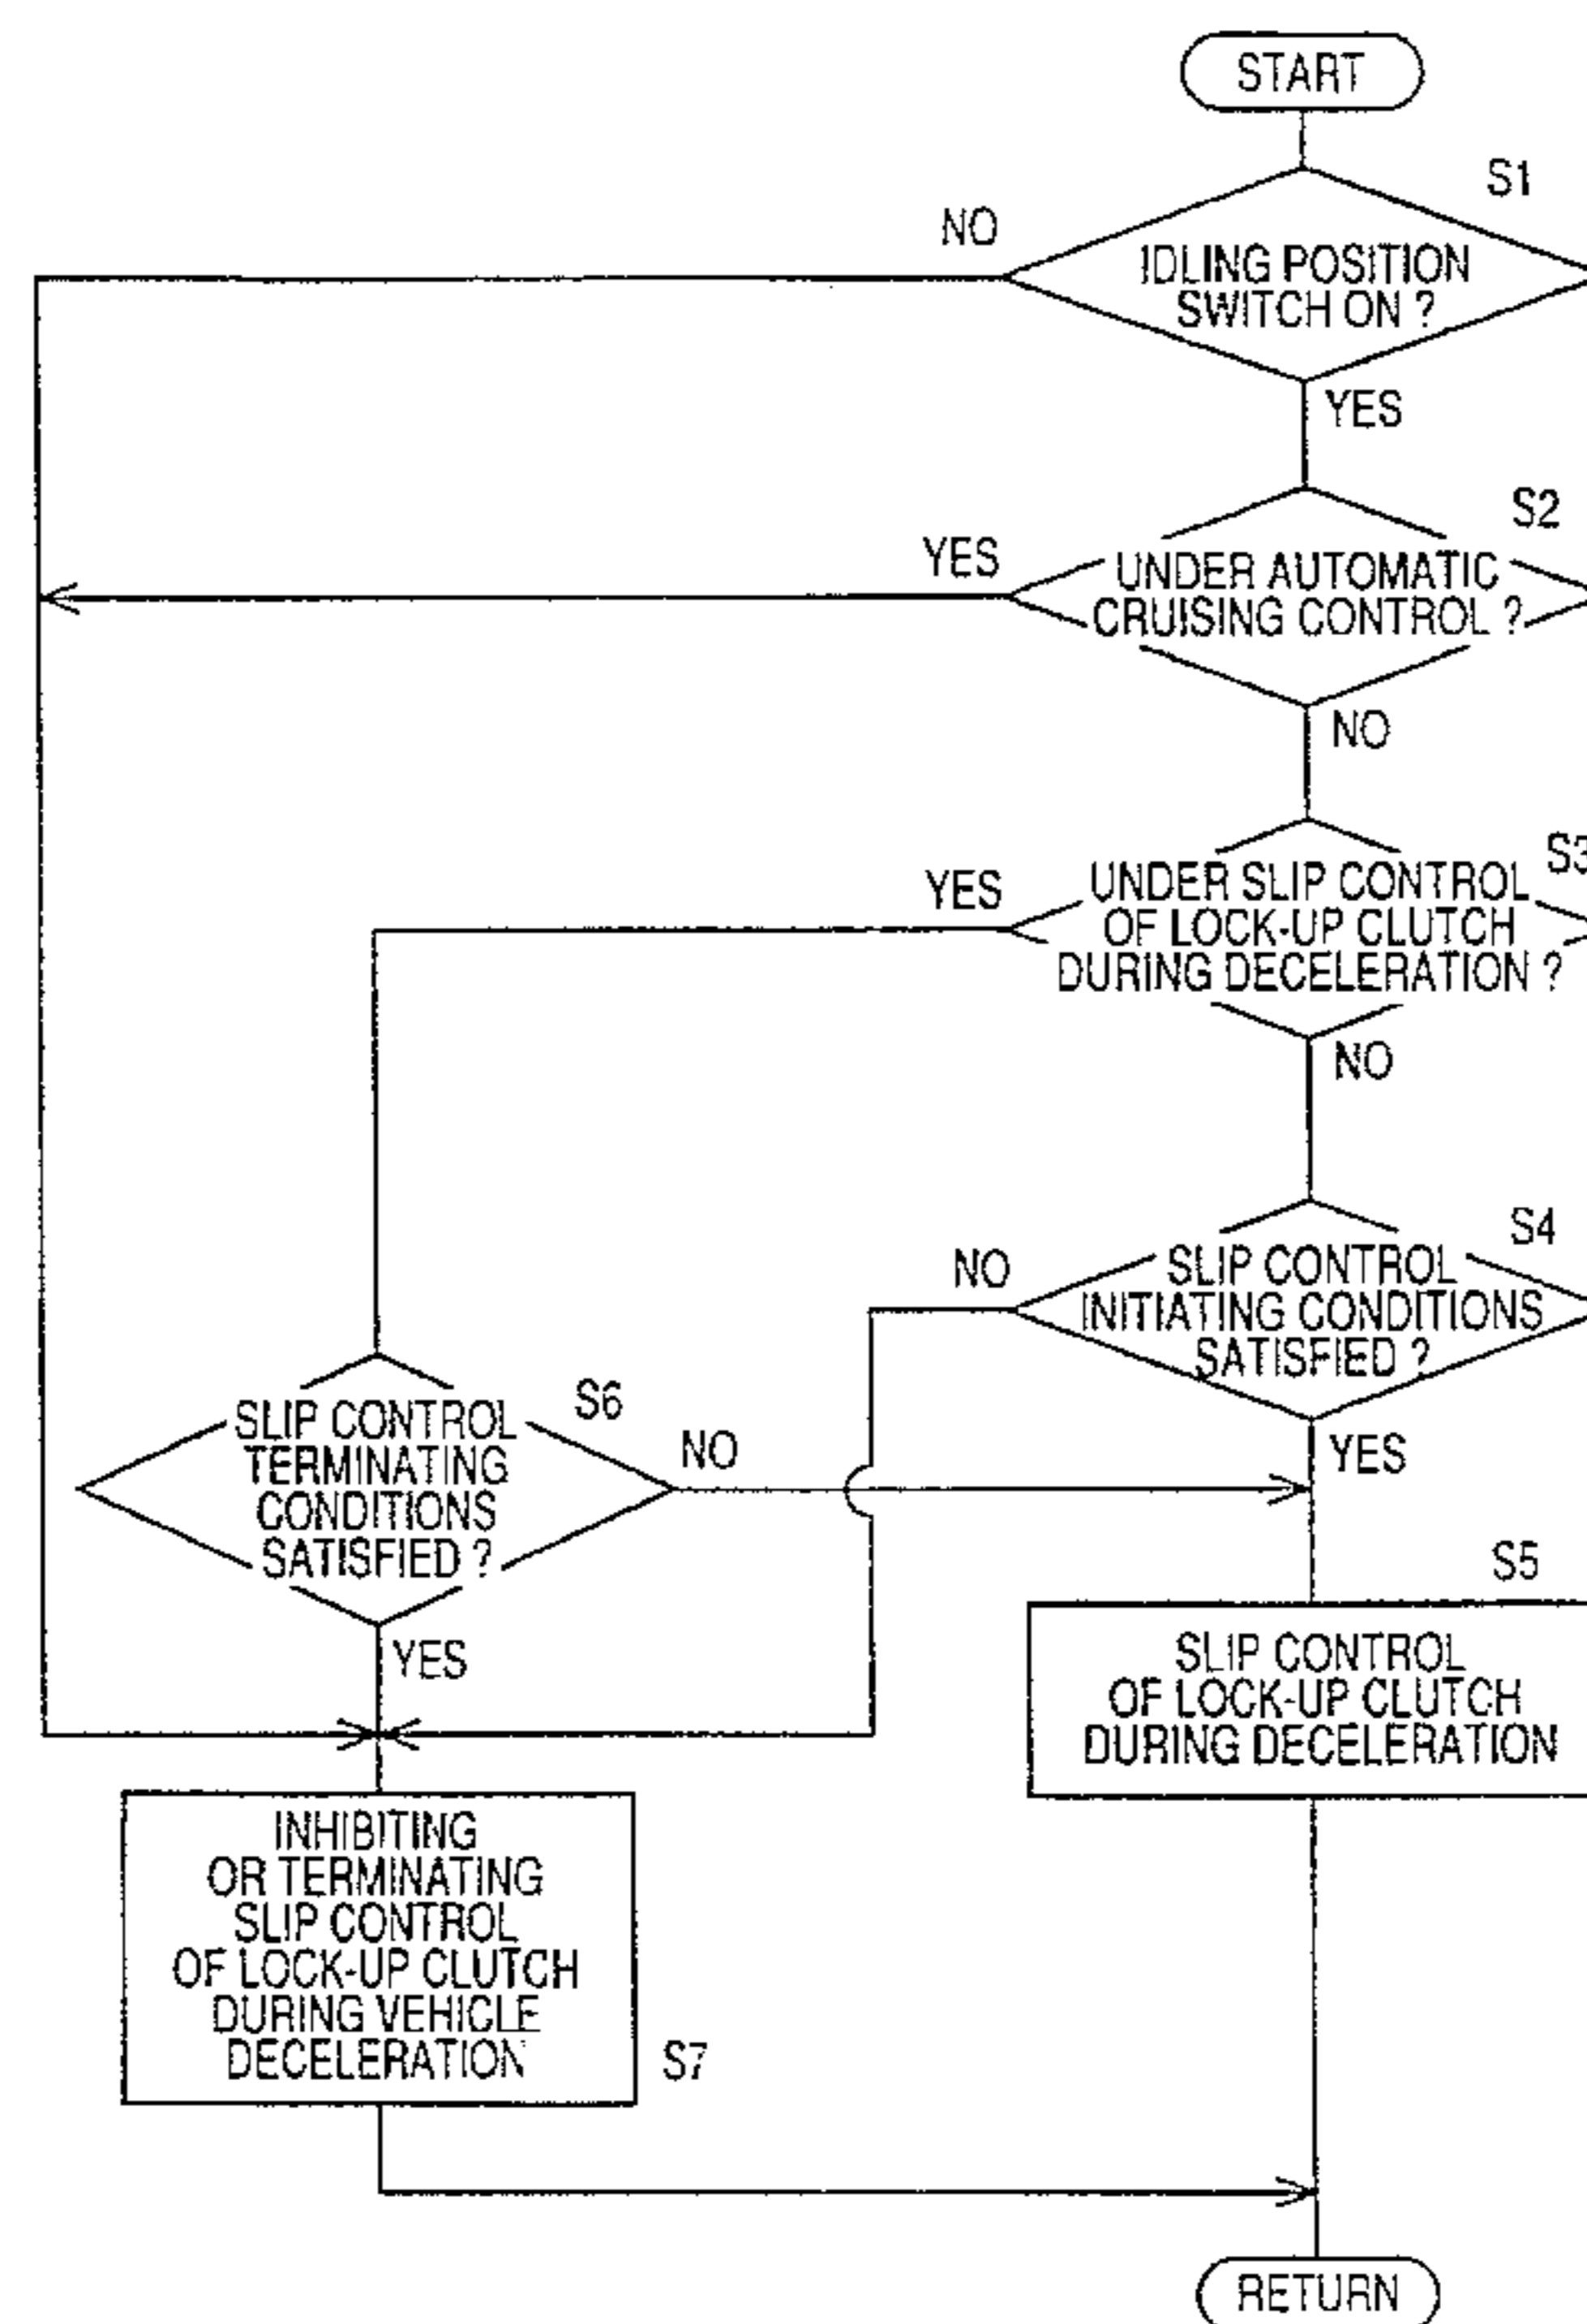 START
S1
NO
IDLING POSITION
SWITCH ON ?
YES
S2
YES
UNDER AUTOMATIC
CRUISING CONTROL ?
NO
S3
YES
UNDER SLIP CONTROL
OF LOCK-UP CLUTCH
DURING DECELERATION ?
NO
S4
NO
SLIP CONTROL
INITIATING CONDITIONS
SATISFIED ?
YES
S6
SLIP CONTROL
TERMINATING
CONDITIONS
SATISFIED ?
NO
YES
S5
SLIP CONTROL
OF LOCK-UP CLUTCH
DURING DECELERATION
INHIBITING
OR TERMINATING
SLIP CONTROL
OF LOCK-UP CLUTCH
DURING VEHICLE
DECELERATION
S7
RETURN